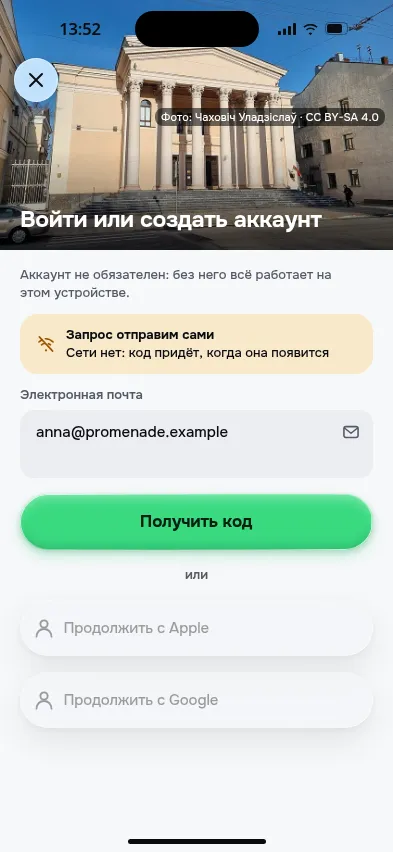 13:52
Фото: Чаховіч Уладзіслаў · CC BY-SA 4.0
Войти или создать аккаунт
Аккаунт не обязателен: без него всё работает на
этом устройстве.
Запрос отправим сами
Сети нет: код придёт, когда она появится
Электронная почта
anna@promenade.example
Получить код
или
Продолжить с Apple
Продолжить с Google